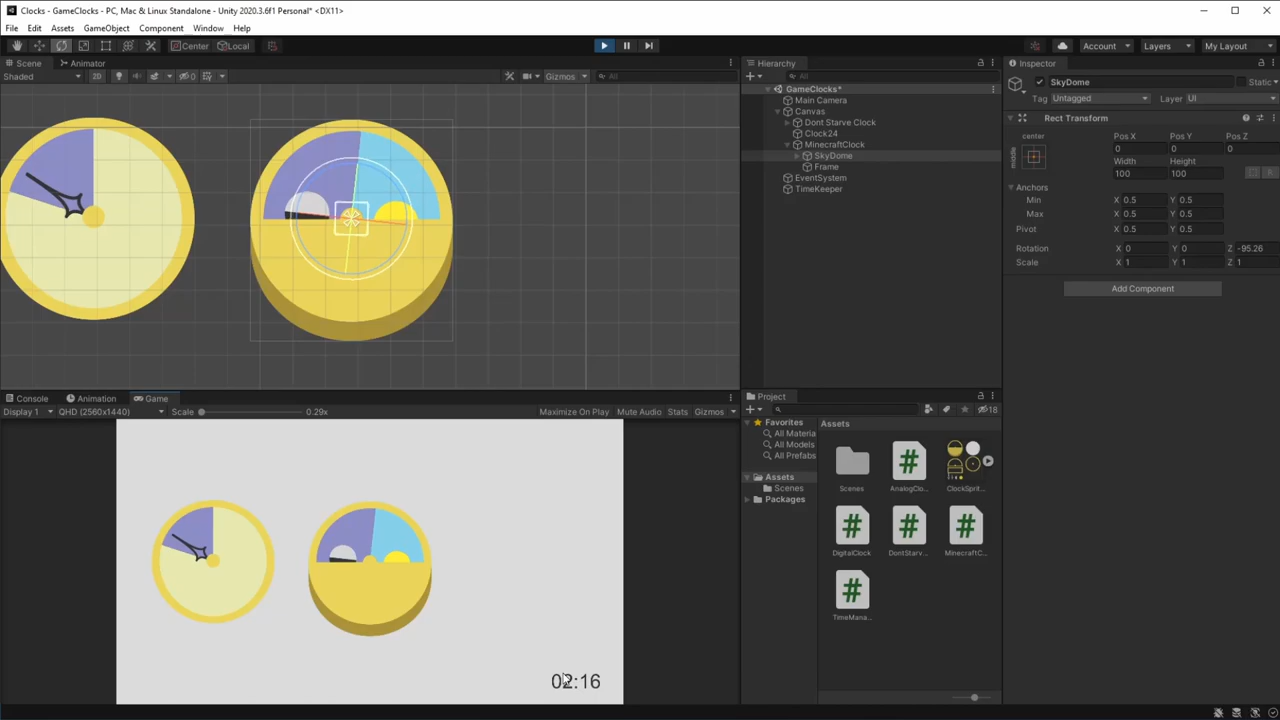 Clocks - GameClocks - PC, Mac & Linux Standalone - Unity 2020.3.6f1 Personal* <DX11>
File Edit Assets GameObject Component Window Help
Center Local
Account Layers My Layout
Scene Animator
Shaded 2D 0 Gizmos All
Hierarchy
All
GameClocks*
Main Camera
Canvas
Dont Starve Clock
Clock24
MinecraftClock
SkyDome
Frame
EventSystem
TimeKeeper
Inspector
SkyDome Static
Tag Untagged Layer UI
Rect Transform
center
middle
Pos X Pos Y Pos Z
0 0 0
Width Height
100 100
R
Anchors
Min X 0.5 Y 0.5
Max X 0.5 Y 0.5
Pivot X 0.5 Y 0.5
Rotation X 0 Y 0 Z -95.26
Scale X 1 Y 1 Z 1
Add Component
Console Animation Game
Display 1 QHD (2560x1440) Scale 0.29x Maximize On Play Mute Audio Stats Gizmos
02:16
Project
18
Favorites
All Materia
All Models
All Prefabs
Assets
Scenes
Packages
Assets
Scenes AnalogClo... ClockSprit...
DigitalClock DontStarv... MinecraftC...
TimeMana...